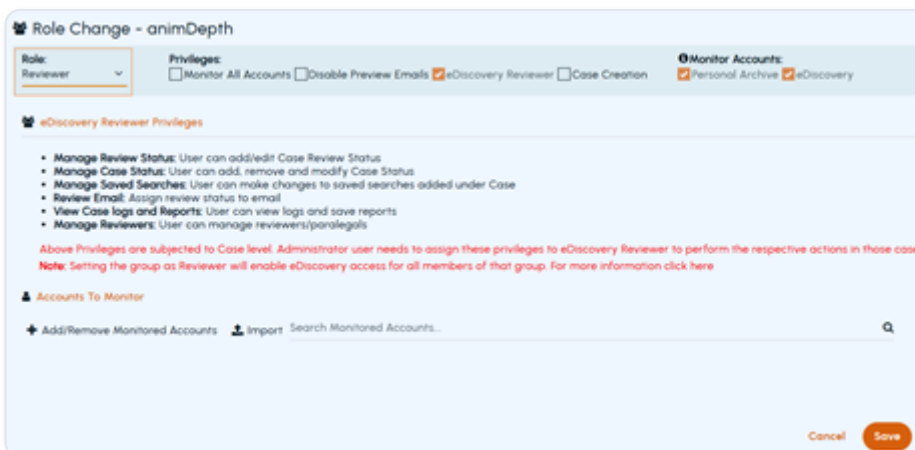 Role Change - animDepth
Role:
Reviewer
Privileges:
Monitor All Accounts Disable Preview Emails eDiscovery Reviewer Case Creation
Monitor Accounts:
Personal Archive eDiscovery
eDiscovery Reviewer Privileges
Manage Review Status: User can add/edit Case Review Status
Manage Case Status: User can add, remove and modify Case Status
Manage Saved Searches: User can make changes to saved searches added under Case
Review Email: Assign review status to email
View Case logs and Reports: User can view logs and save reports
Manage Reviewers: User can manage reviewers/paralegals
Above Privileges are subjected to Case level. Administrator user needs to assign these privileges to eDiscovery Reviewer to perform the respective actions in those case
Note: Setting the group as Reviewer will enable eDiscovery access for all members of that group. For more information click here
Accounts To Monitor
Add/Remove Monitored Accounts Import Search Monitored Accounts...
Cancel Save